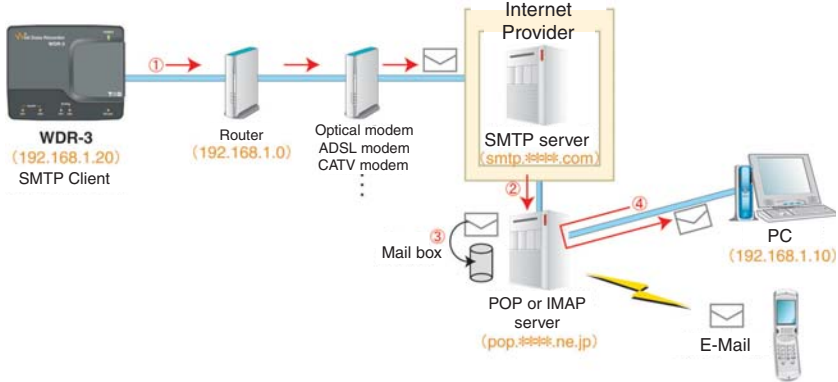 Internet
Provider
WDR-3
①
②
③
④
WDR-3
(192.168.1.20)
SMTP Client
Router
(192.168.1.0)
Optical modem
ADSL modem
CATV modem
SMTP server
(smtp.****.com)
Mail box
POP or IMAP
server
(pop.****.ne.jp)
PC
(192.168.1.10)
E-Mail